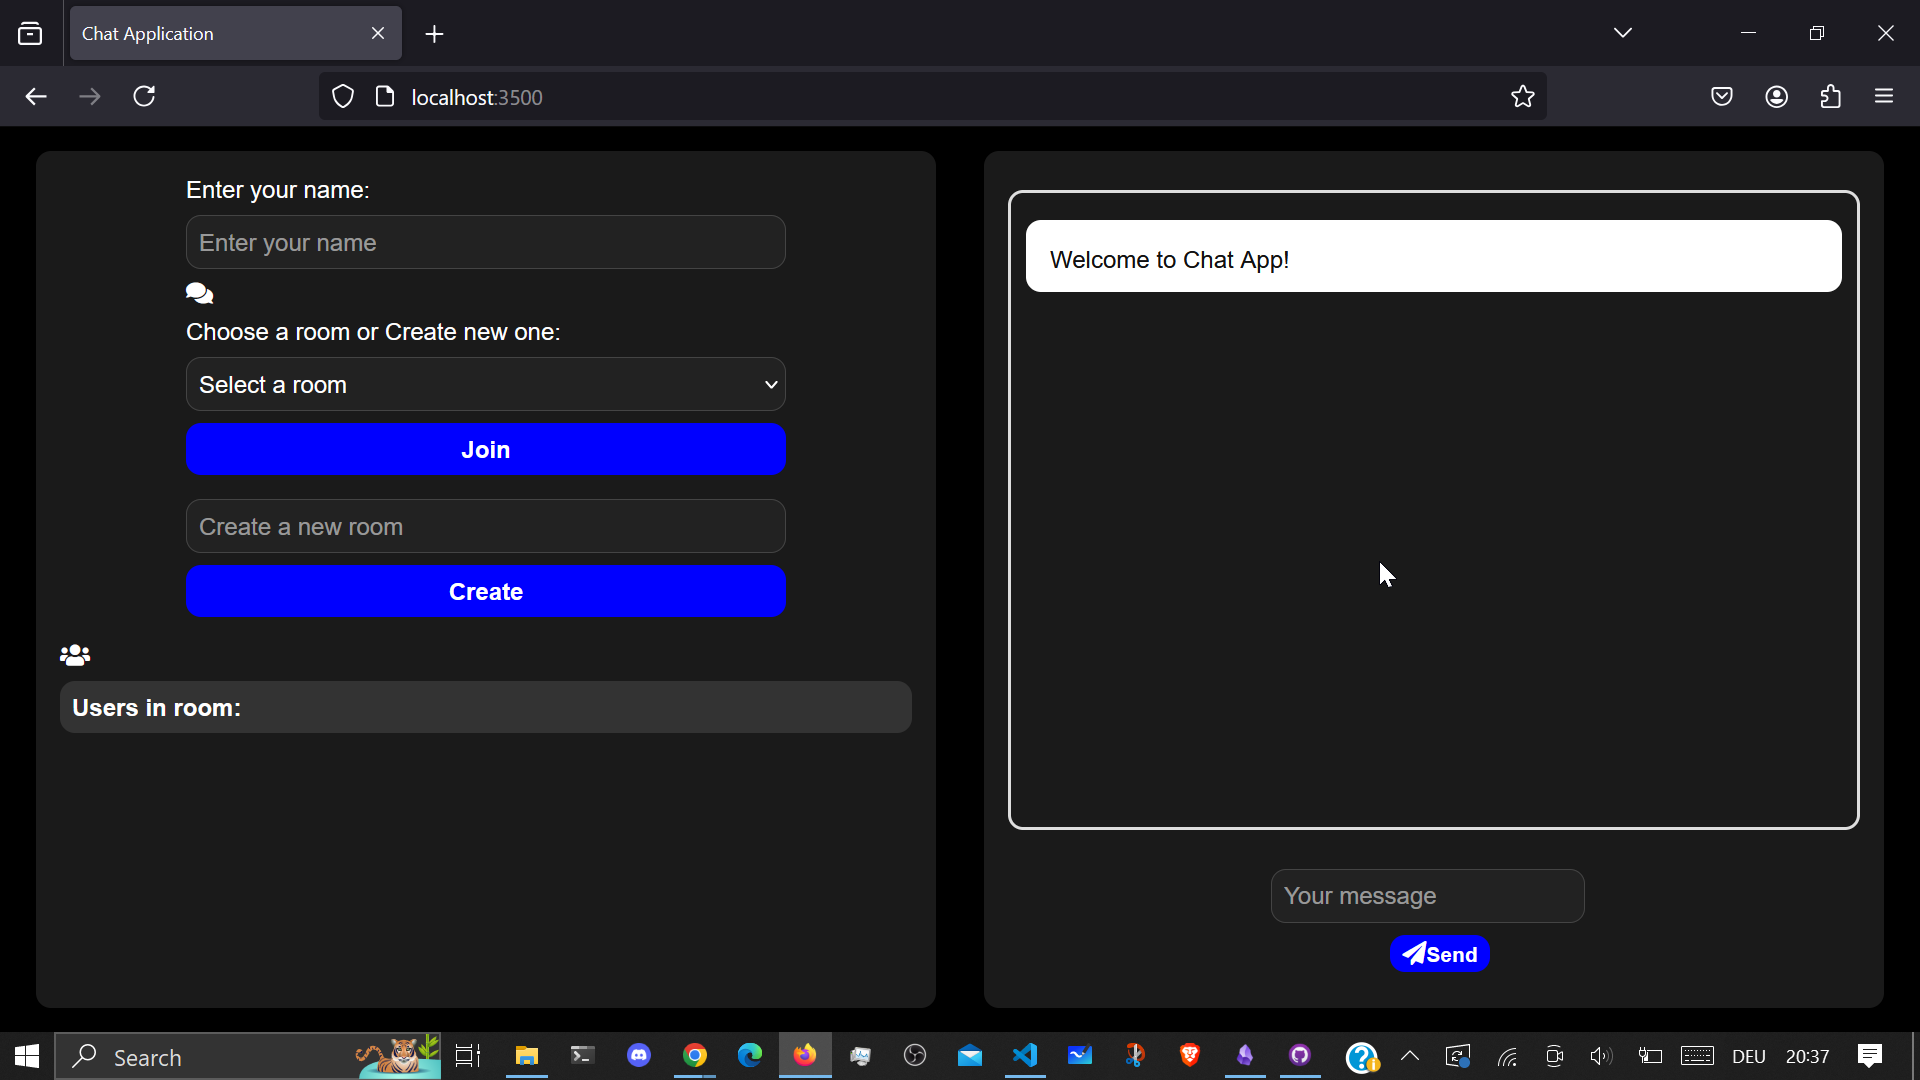 Chat Application
localhost:3500
Enter your name:
Enter your name
Choose a room or Create new one:
Select a room
Join
Create a new room
Create
Users in room:
Welcome to Chat App!
Your message
Send
Search
DEU 20:37